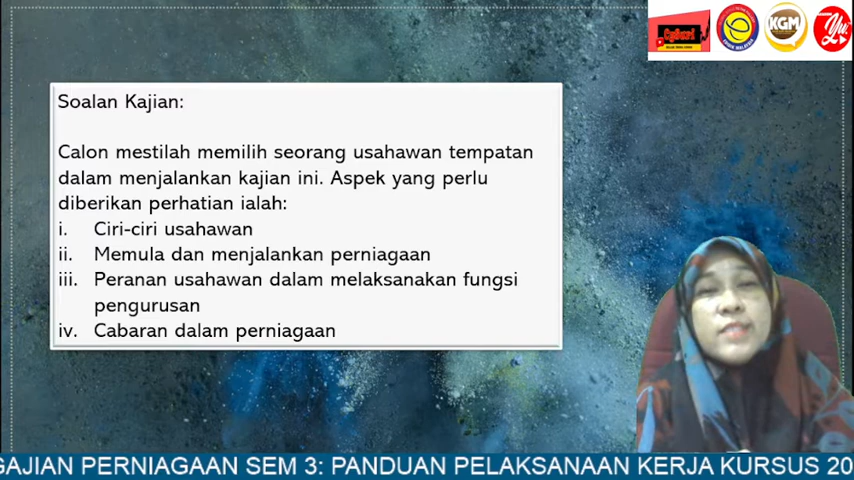 CgSuri
KGM
Yu.
Soalan Kajian:
Calon mestilah memilih seorang usahawan tempatan
dalam menjalankan kajian ini. Aspek yang perlu
diberikan perhatian ialah:
i. Ciri-ciri usahawan
ii. Memula dan menjalankan perniagaan
iii. Peranan usahawan dalam melaksanakan fungsi
pengurusan
iv. Cabaran dalam perniagaan
GAJIAN PERNIAGAAN SEM 3: PANDUAN PELAKSANAAN KERJA KURSUS 20